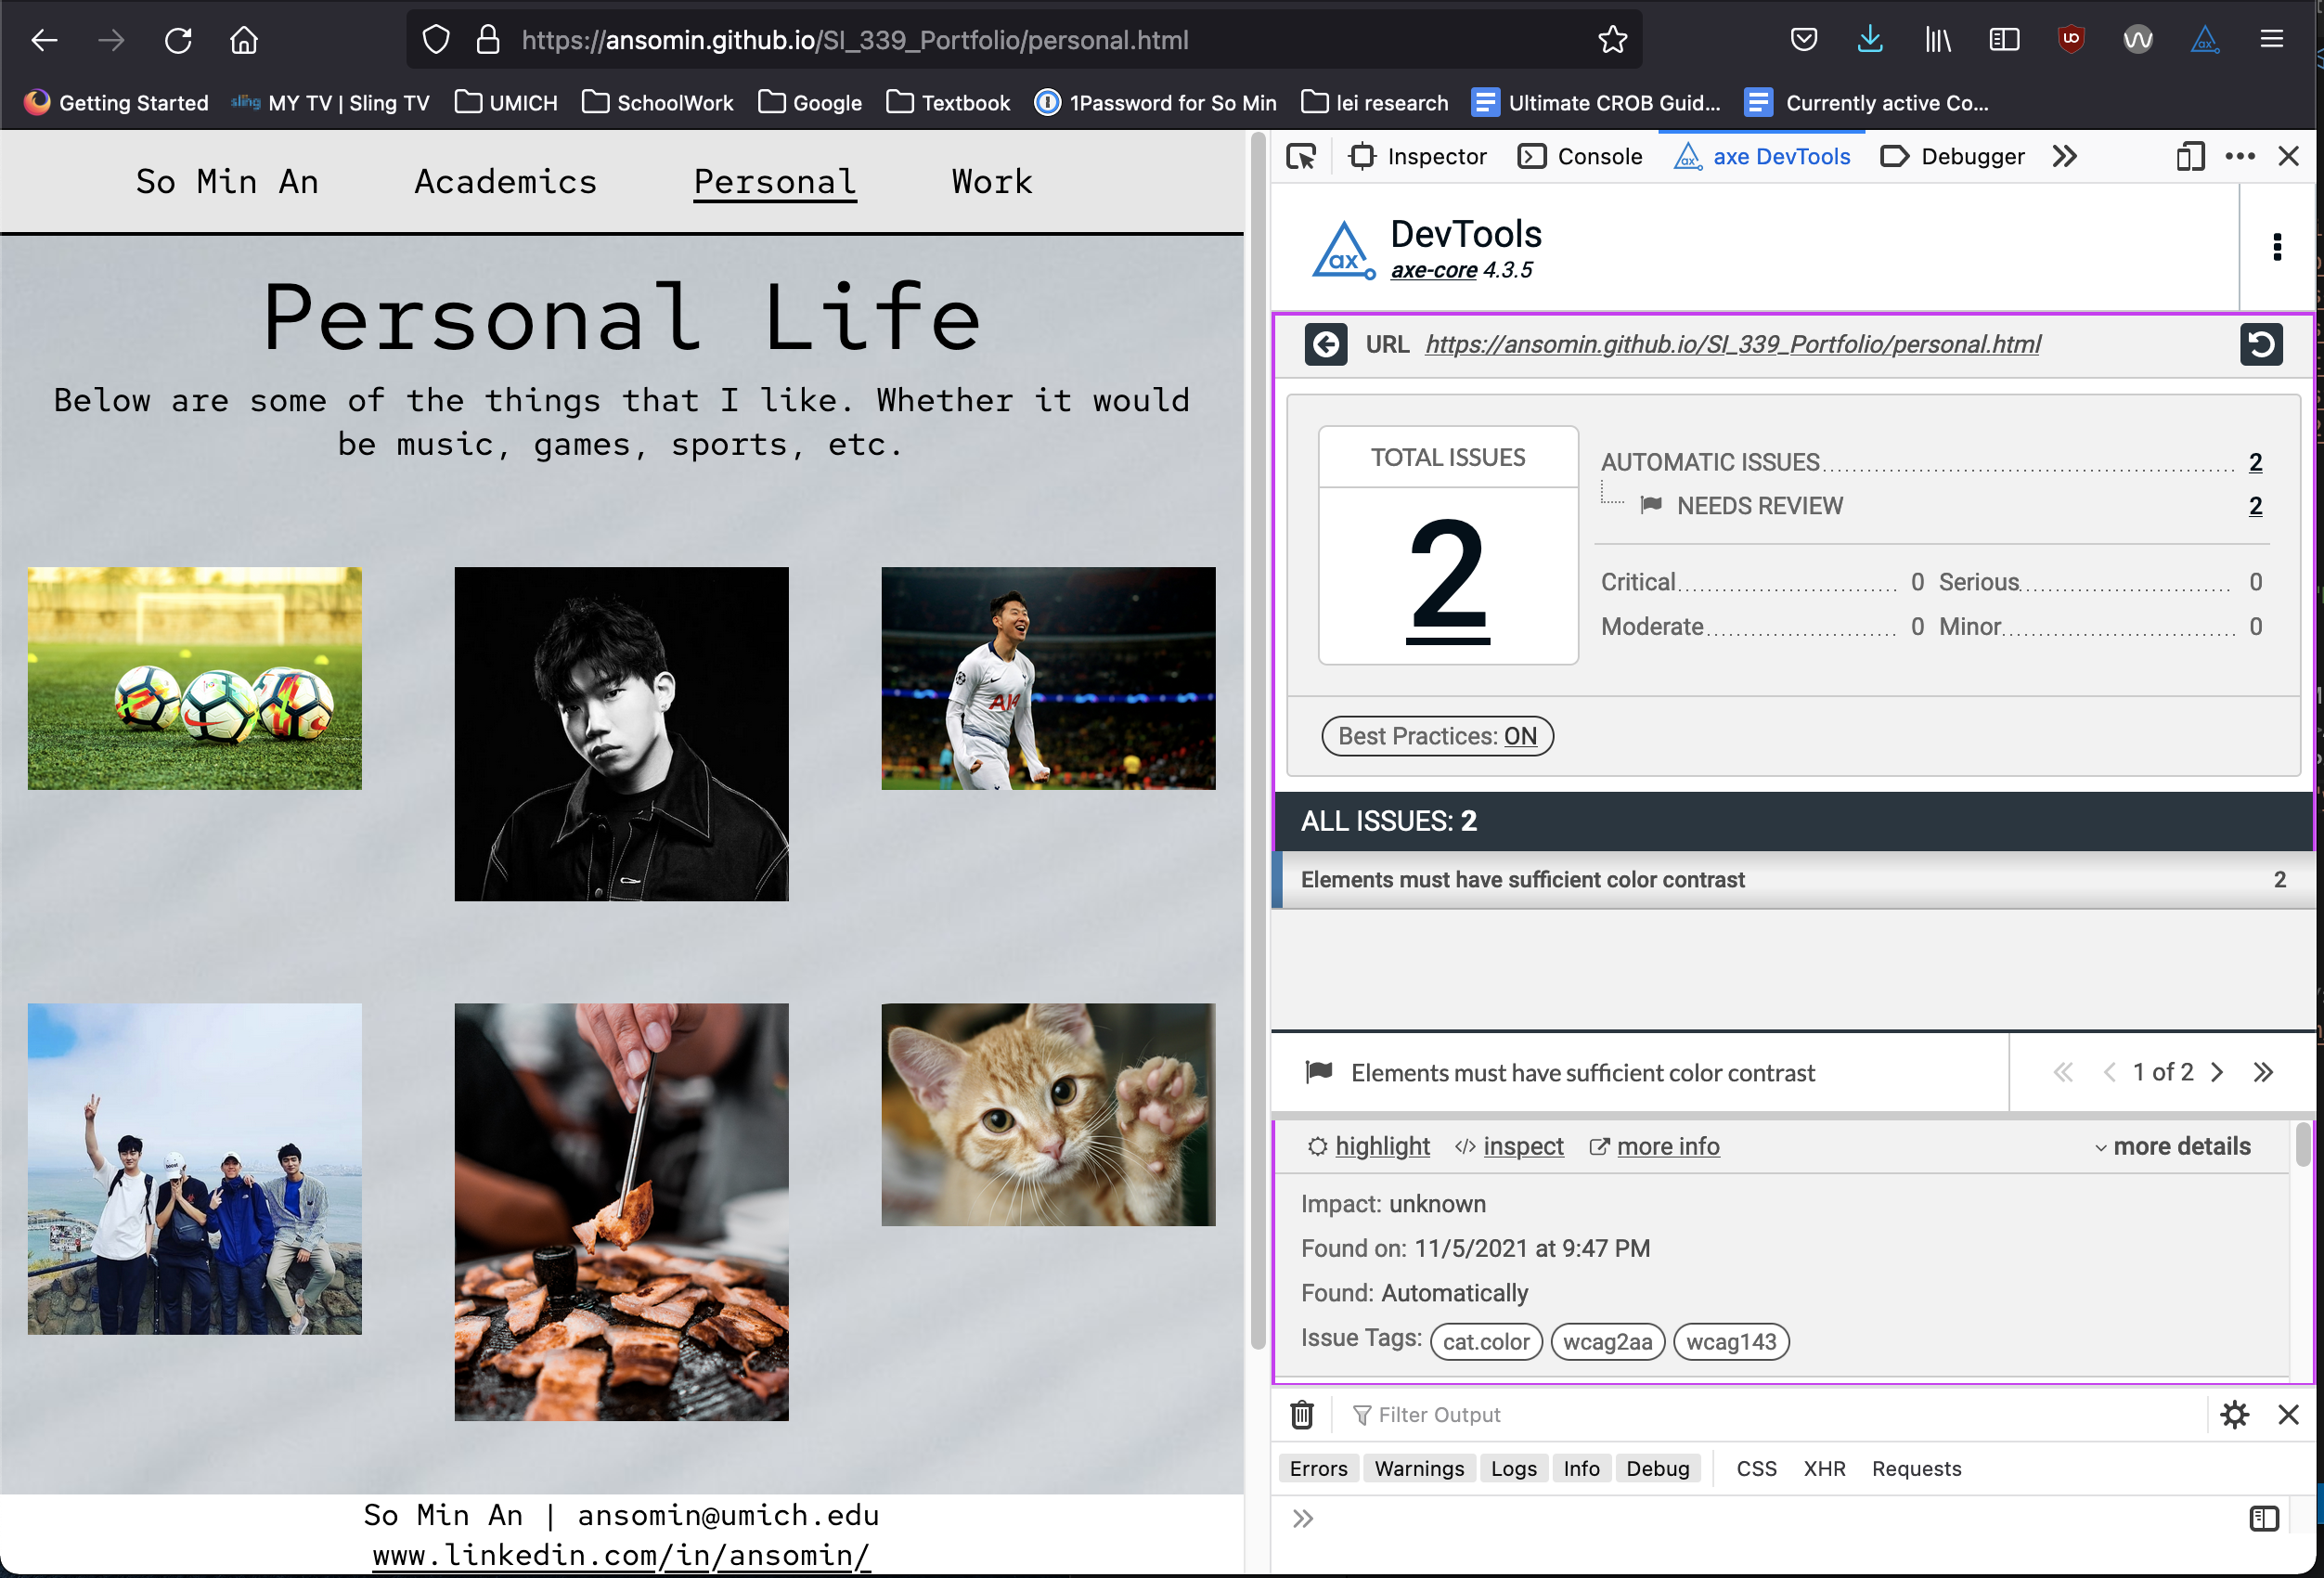 https://ansomin.github.io/SI_339_Portfolio/personal.html
Getting Started
sling MY TV | Sling TV
UMICH
SchoolWork
Google
Textbook
1Password for So Min
lei research
Ultimate CROB Guid...
Currently active Co...
So Min An Academics Personal Work
Personal Life
Below are some of the things that I like. Whether it would
be music, games, sports, etc.
So Min An | ansomin@umich.edu
www.linkedin.com/in/ansomin/
Inspector Console axe DevTools Debugger
ax
DevTools
axe-core 4.3.5
URL https://ansomin.github.io/SI_339_Portfolio/personal.html
TOTAL ISSUES
2
AUTOMATIC ISSUES 2
NEEDS REVIEW 2
Critical 0 Serious 0
Moderate 0 Minor 0
Best Practices: ON
ALL ISSUES: 2
Elements must have sufficient color contrast 2
Elements must have sufficient color contrast 1 of 2
highlight inspect more info more details
Impact: unknown
Found on: 11/5/2021 at 9:47 PM
Found: Automatically
Issue Tags: cat.color wcag2aa wcag143
Filter Output
Errors Warnings Logs Info Debug CSS XHR Requests